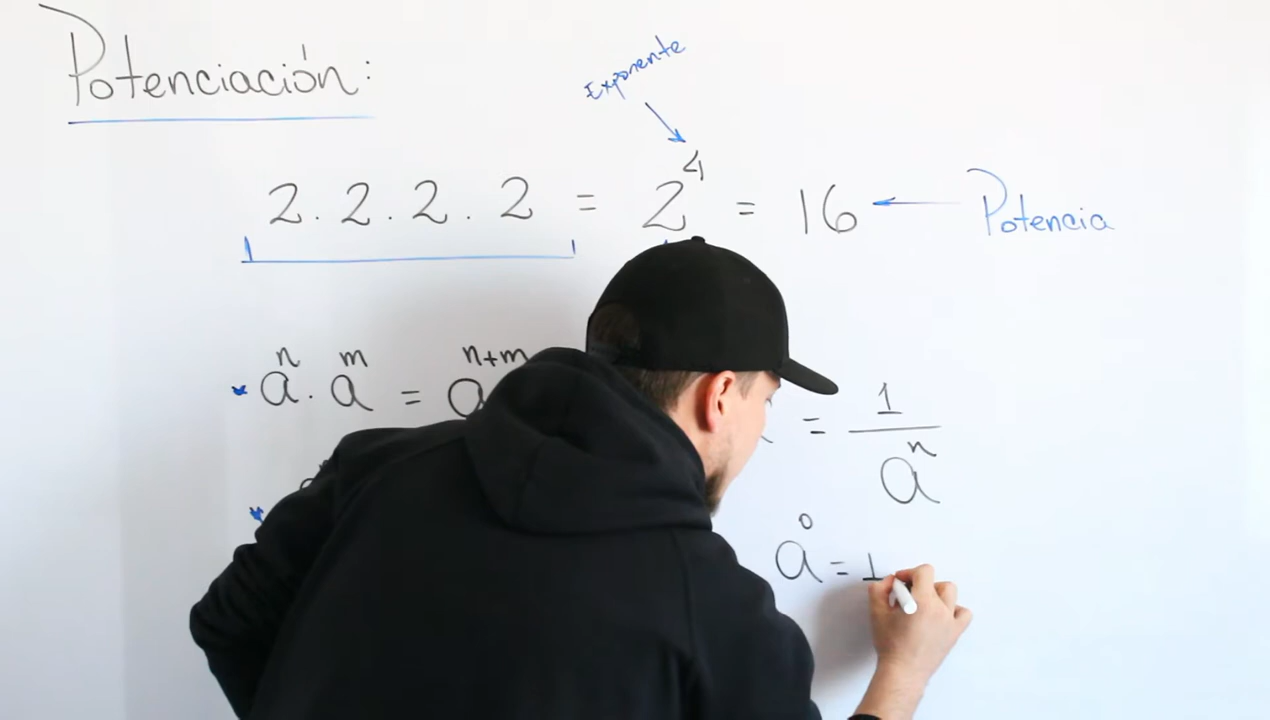 Potenciación:
Exponente
2 . 2 . 2 . 2 = 2⁴ = 16 ← Potencia
* aⁿ . aᵐ = aⁿ⁺ᵐ
= 1/aⁿ
*
a⁰ = 1